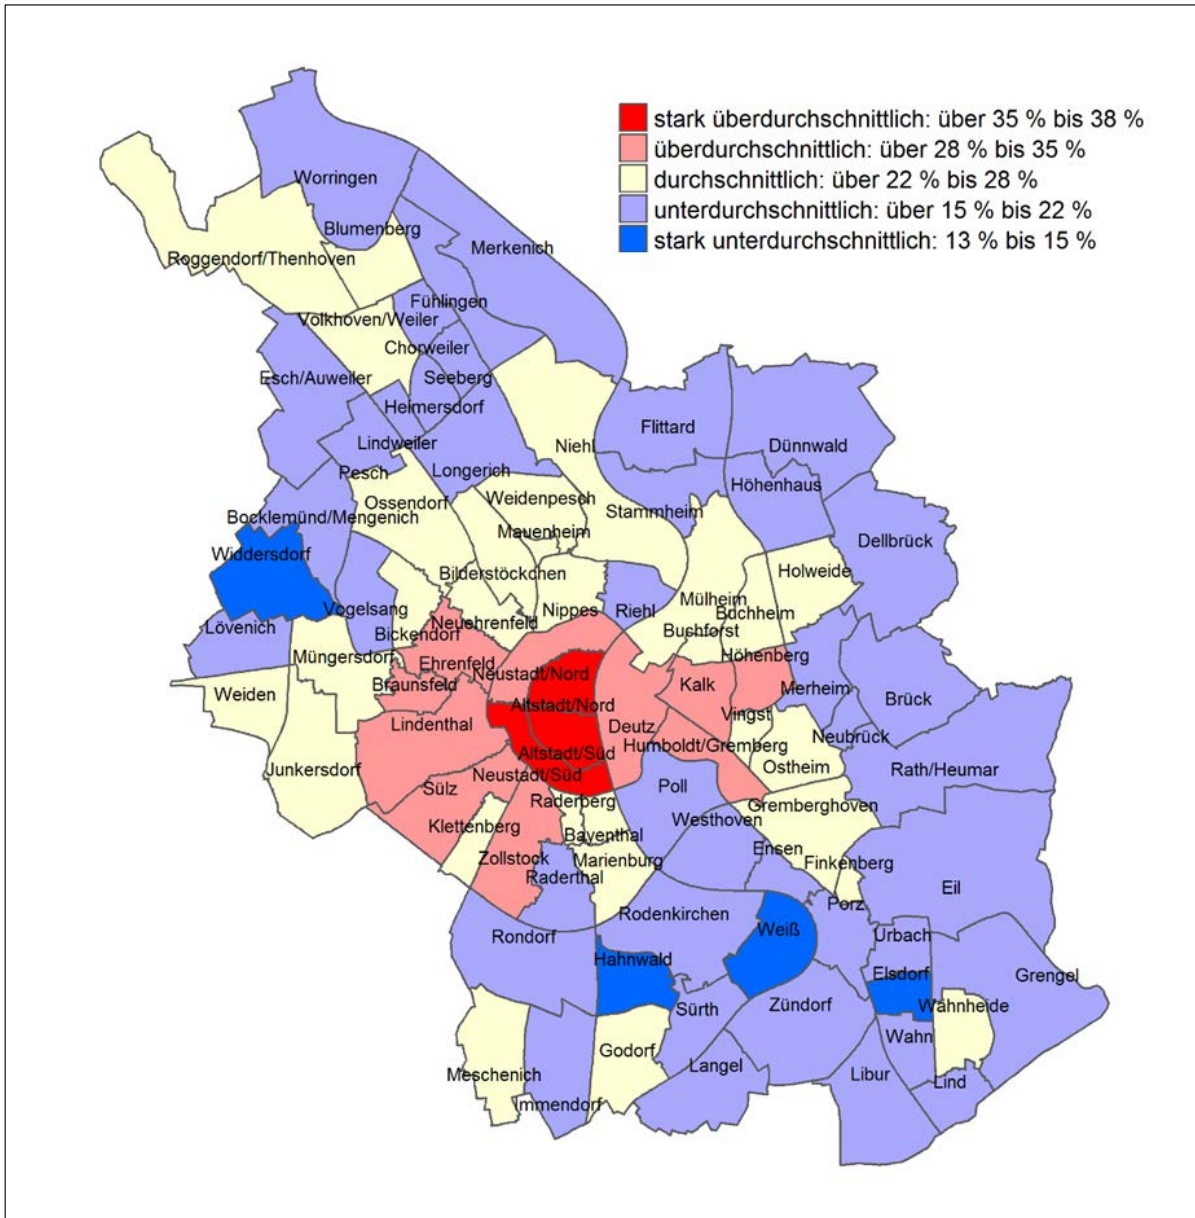 stark überdurchschnittlich: über 35 % bis 38 %
überdurchschnittlich: über 28 % bis 35 %
durchschnittlich: über 22 % bis 28 %
unterdurchschnittlich: über 15 % bis 22 %
stark unterdurchschnittlich: 13 % bis 15 %
Worringen
Blumenberg
Merkenich
Roggendorf/Thenhoven
Fühlingen
Volkhoven/Weiler
Chorweiler
Esch/Auweiler
Seeberg
Heimersdorf
Flittard
Lindweiler
Niehl
Dünnwald
Pesch
Longerich
Höhenhaus
Ossendorf
Weidenpesch
Stammheim
Bocklemünd/Mengenich
Mauenheim
Dellbrück
Widdersdorf
Bilderstöckchen
Holweide
Vogelsang
Nippes
Riehl
Mülheim
Buchheim
Lövenich
Bickendorf
Neuehrenfeld
Buchforst
Müngersdorf
Ehrenfeld
Höhenberg
Neustadt/Nord
Braunsfeld
Kalk
Merheim
Weiden
Brück
Altstadt/Nord
Lindenthal
Deutz
Vingst
Neubrück
Humboldt/Gremberg
Altstadt/Süd
Junkersdorf
Neustadt/Süd
Ostheim
Rath/Heumar
Sülz
Poll
Raderberg
Gremberghoven
Klettenberg
Westhoven
Bayenthal
Ensen
Zollstock
Marienburg
Finkenberg
Raderthal
Eil
Porz
Rodenkirchen
Rondorf
Weiß
Urbach
Hahnwald
Elsdorf
Grengel
Sürth
Zündorf
Wahnheide
Wahn
Godorf
Langel
Meschenich
Libur
Lind
Immendorf